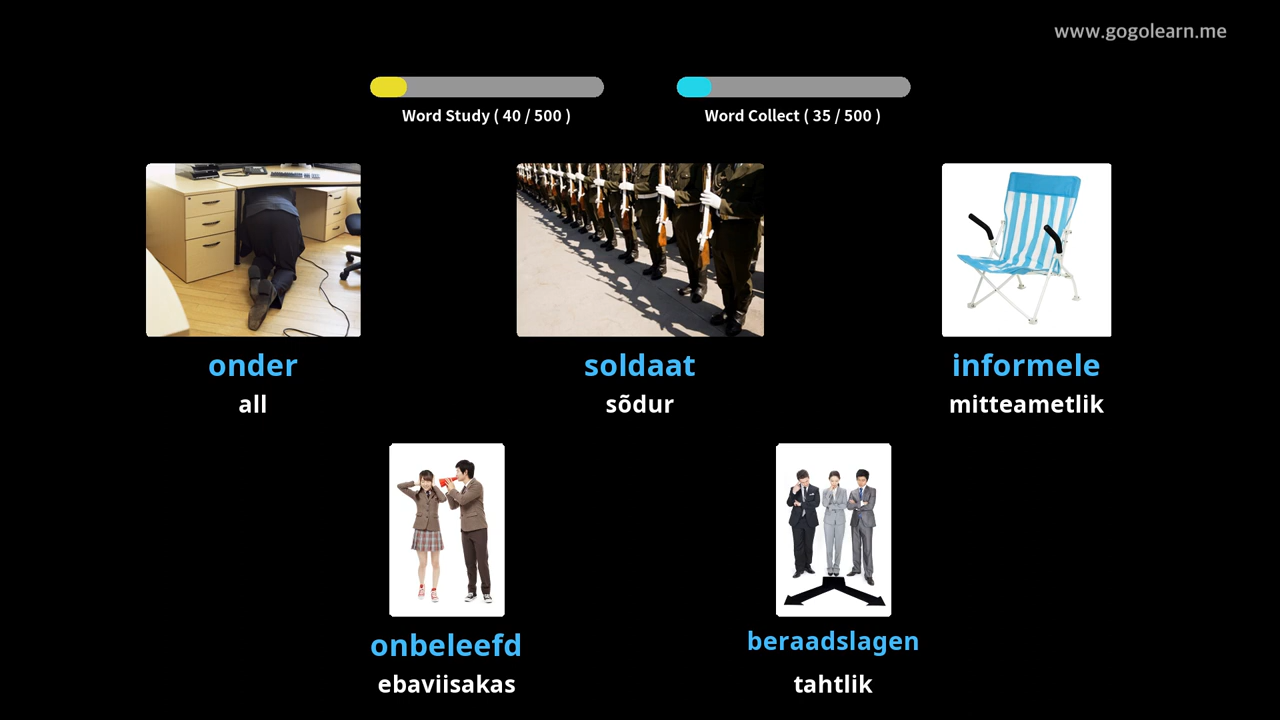 www.gogolearn.me
Word Study ( 40 / 500 )
Word Collect ( 35 / 500 )
onder
all
soldaat
sõdur
informele
mitteametlik
onbeleefd
ebaviisakas
beraadslagen
tahtlik